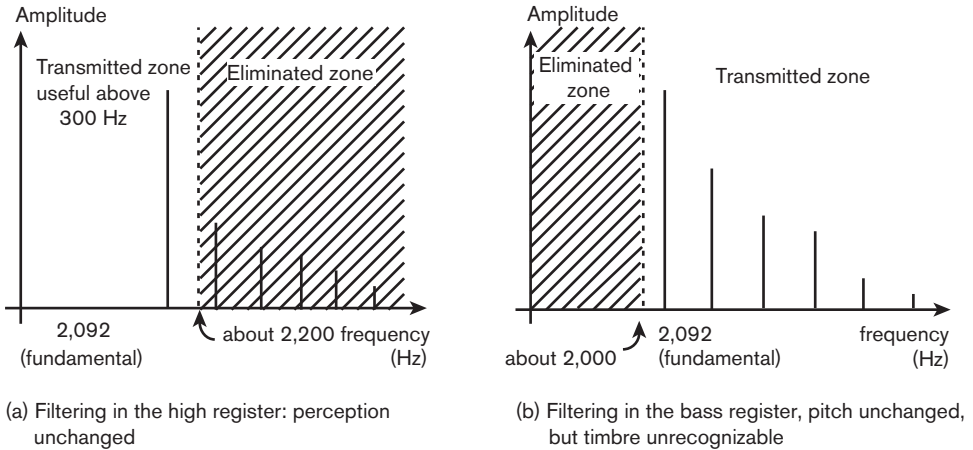 Amplitude
Transmitted zone
useful above
300 Hz
Eliminated zone
2,092
(fundamental)
about 2,200 frequency
(Hz)
(a) Filtering in the high register: perception
unchanged
Amplitude
Eliminated
zone
Transmitted zone
about 2,000
2,092
(fundamental)
frequency
(Hz)
(b) Filtering in the bass register, pitch unchanged,
but timbre unrecognizable